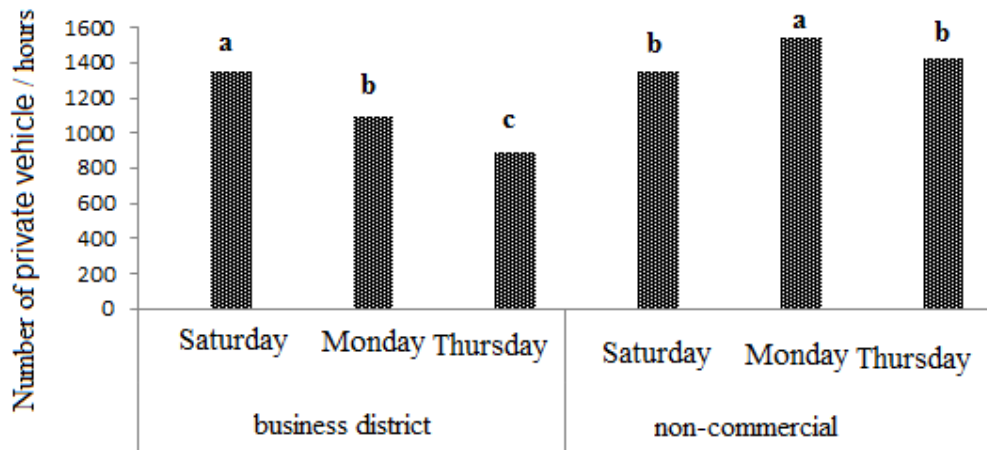 Number of private vehicle / hours
1600
1400
1200
1000
800
600
400
200
0
a
b
c
b
a
b
Saturday
Monday
Thursday
Saturday
Monday
Thursday
business district
non-commercial